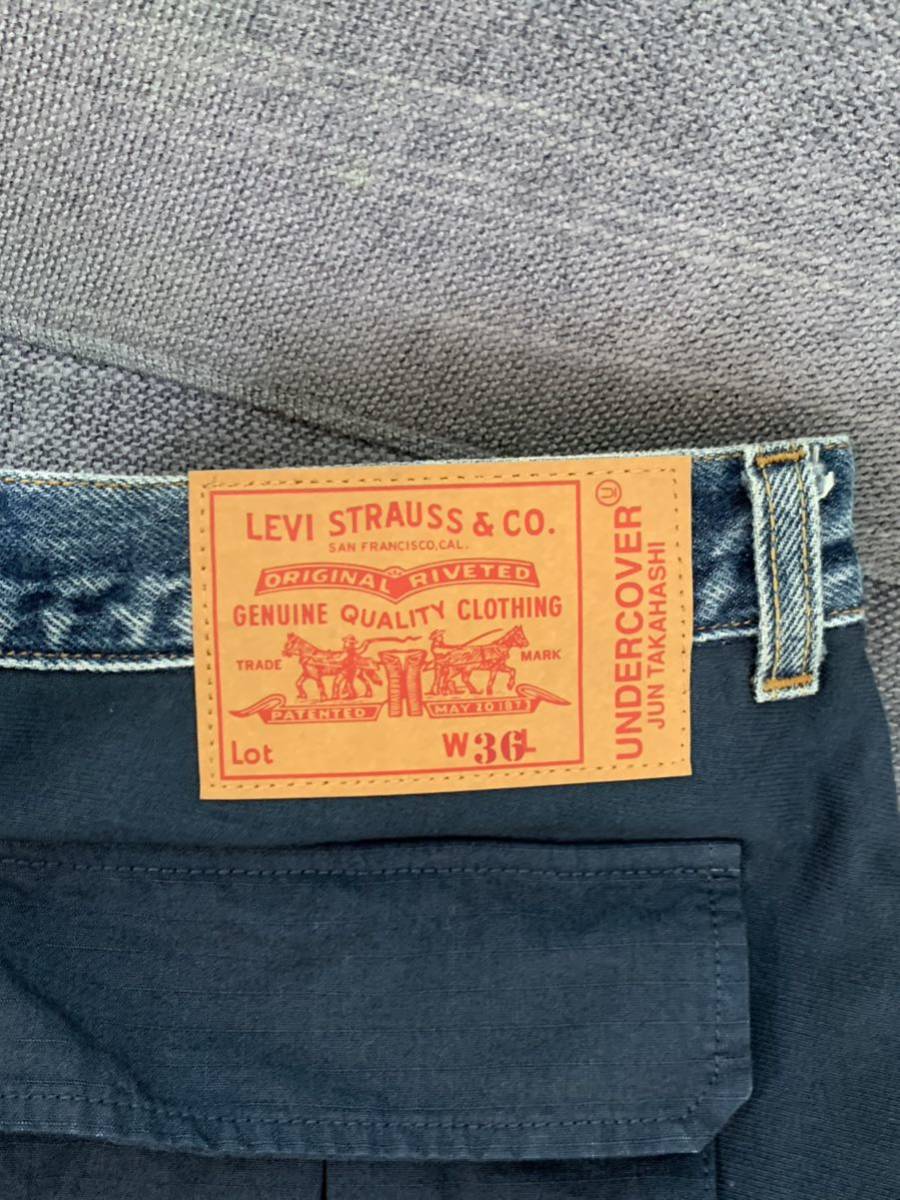 LEVI STRAUSS & CO.
SAN FRANCISCO, CAL.
ORIGINAL RIVETED
GENUINE QUALITY CLOTHING
TRADE MARK
PATENTED MAY 20 1873
Lot W 36 L
U
UNDERCOVER
JUN TAKAHASHI